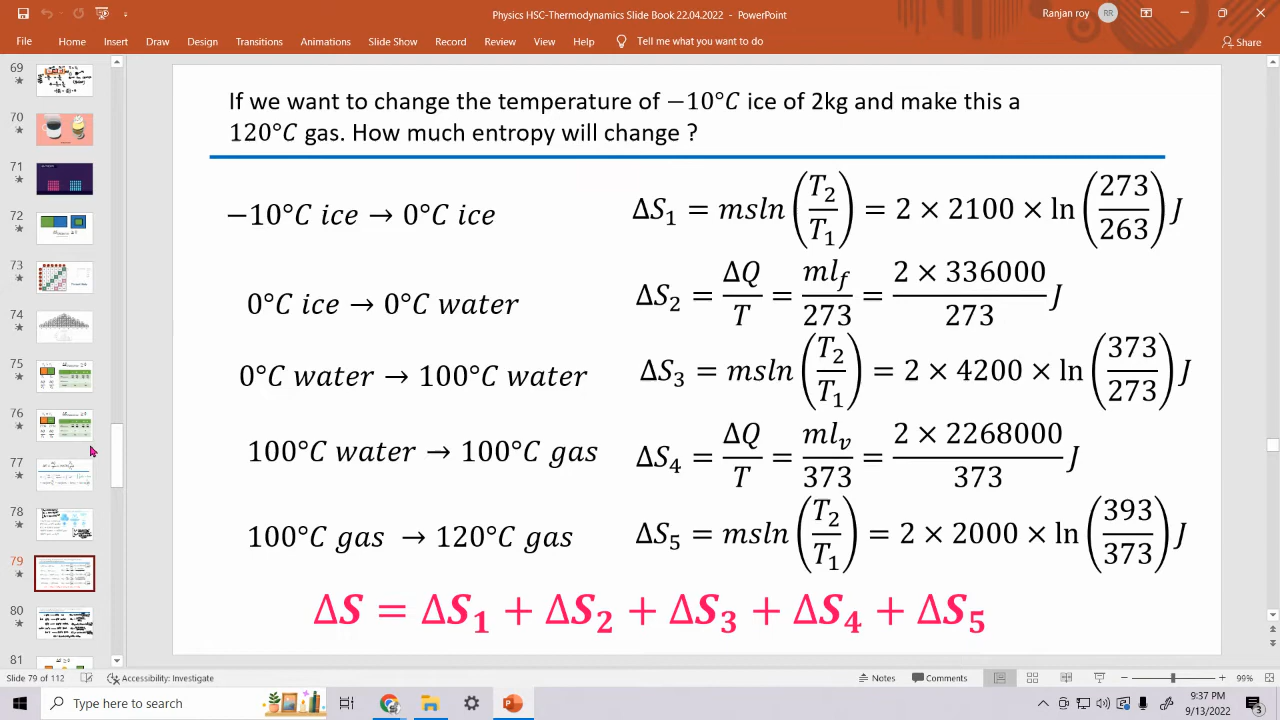 Physics HSC-Thermodynamics Slide Book 22.04.2022 - PowerPoint
Ranjan roy
RR
File Home Insert Draw Design Transitions Animations Slide Show Record Review View Help Tell me what you want to do
Share
69
70
71
72
73
74
75
76
77
78
79
80
81
If we want to change the temperature of −10°C ice of 2kg and make this a
120°C gas. How much entropy will change ?
−10°C ice → 0°C ice
ΔS₁ = msln(T₂/T₁) = 2 × 2100 × ln(273/263) J
0°C ice → 0°C water
ΔS₂ = ΔQ/T = ml_f/273 = (2 × 336000)/273 J
0°C water → 100°C water
ΔS₃ = msln(T₂/T₁) = 2 × 4200 × ln(373/273) J
100°C water → 100°C gas
ΔS₄ = ΔQ/T = ml_v/373 = (2 × 2268000)/373 J
100°C gas → 120°C gas
ΔS₅ = msln(T₂/T₁) = 2 × 2000 × ln(393/373) J
ΔS = ΔS₁ + ΔS₂ + ΔS₃ + ΔS₄ + ΔS₅
Slide 79 of 112
Accessibility: Investigate
Notes
Comments
99%
Type here to search
9:37 PM
9/13/2022
3